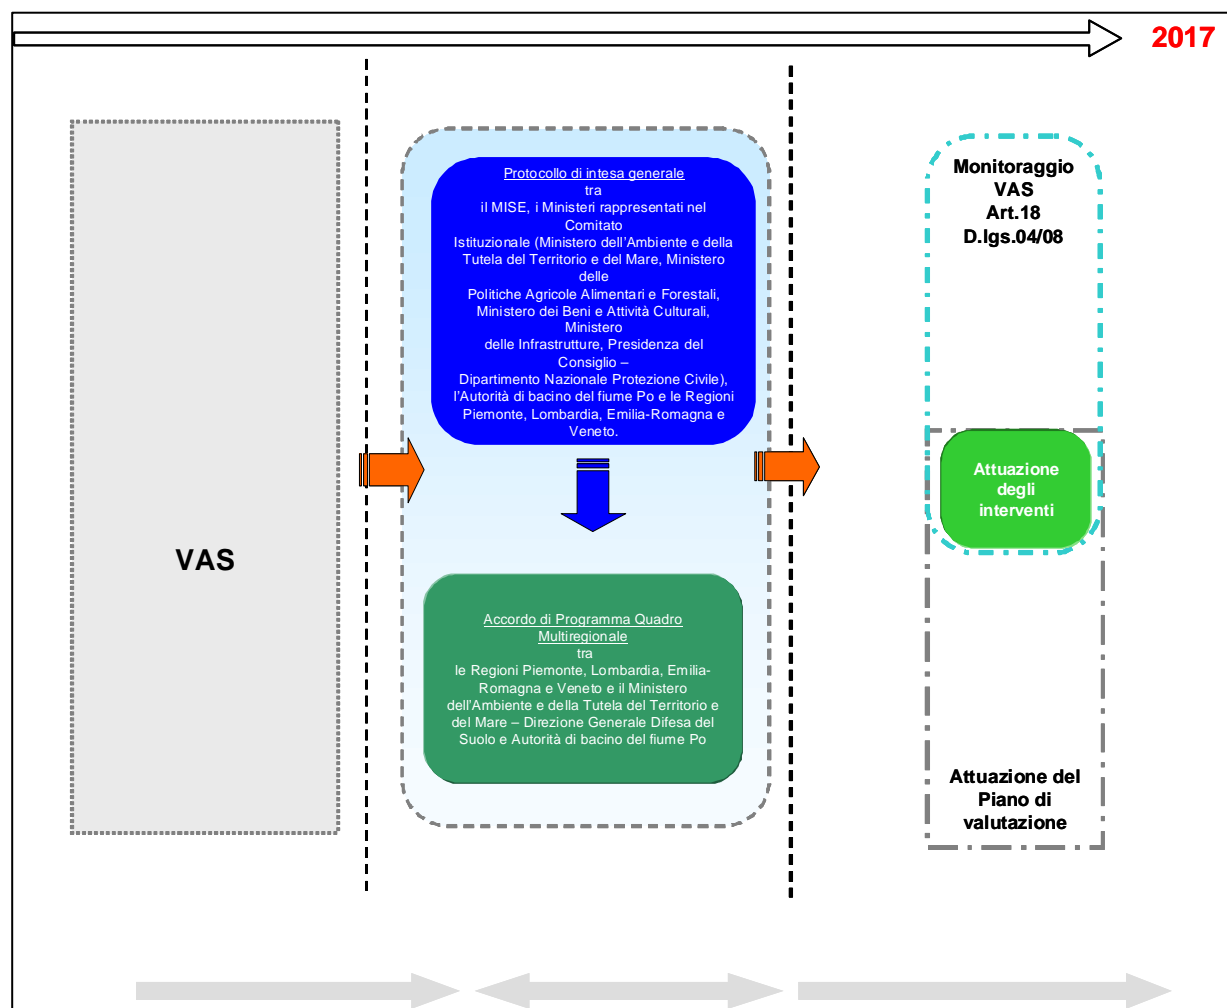 2017
VAS
Protocollo di intesa generale
tra
il MISE, i Ministeri rappresentati nel
Comitato
Istituzionale (Ministero dell'Ambiente e della
Tutela del Territorio e del Mare, Ministero
delle
Politiche Agricole Alimentari e Forestali,
Ministero dei Beni e Attività Culturali,
Ministero
delle Infrastrutture, Presidenza del
Consiglio –
Dipartimento Nazionale Protezione Civile),
l'Autorità di bacino del fiume Po e le Regioni
Piemonte, Lombardia, Emilia-Romagna e
Veneto.
Accordo di Programma Quadro
Multiregionale
tra
le Regioni Piemonte, Lombardia, Emilia-
Romagna e Veneto e il Ministero
dell'Ambiente e della Tutela del Territorio e
del Mare – Direzione Generale Difesa del
Suolo e Autorità di bacino del fiume Po
Monitoraggio
VAS
Art.18
D.lgs.04/08
Attuazione
degli
interventi
Attuazione del
Piano di
valutazione